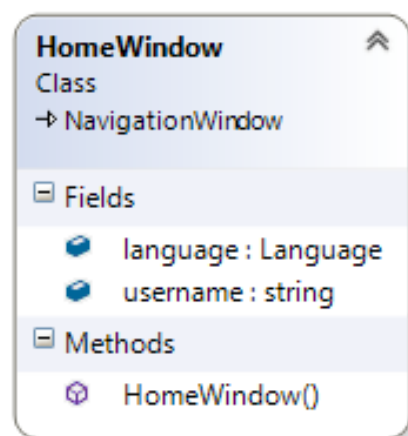 HomeWindow
Class
NavigationWindow
Fields
language : Language
username : string
Methods
HomeWindow()